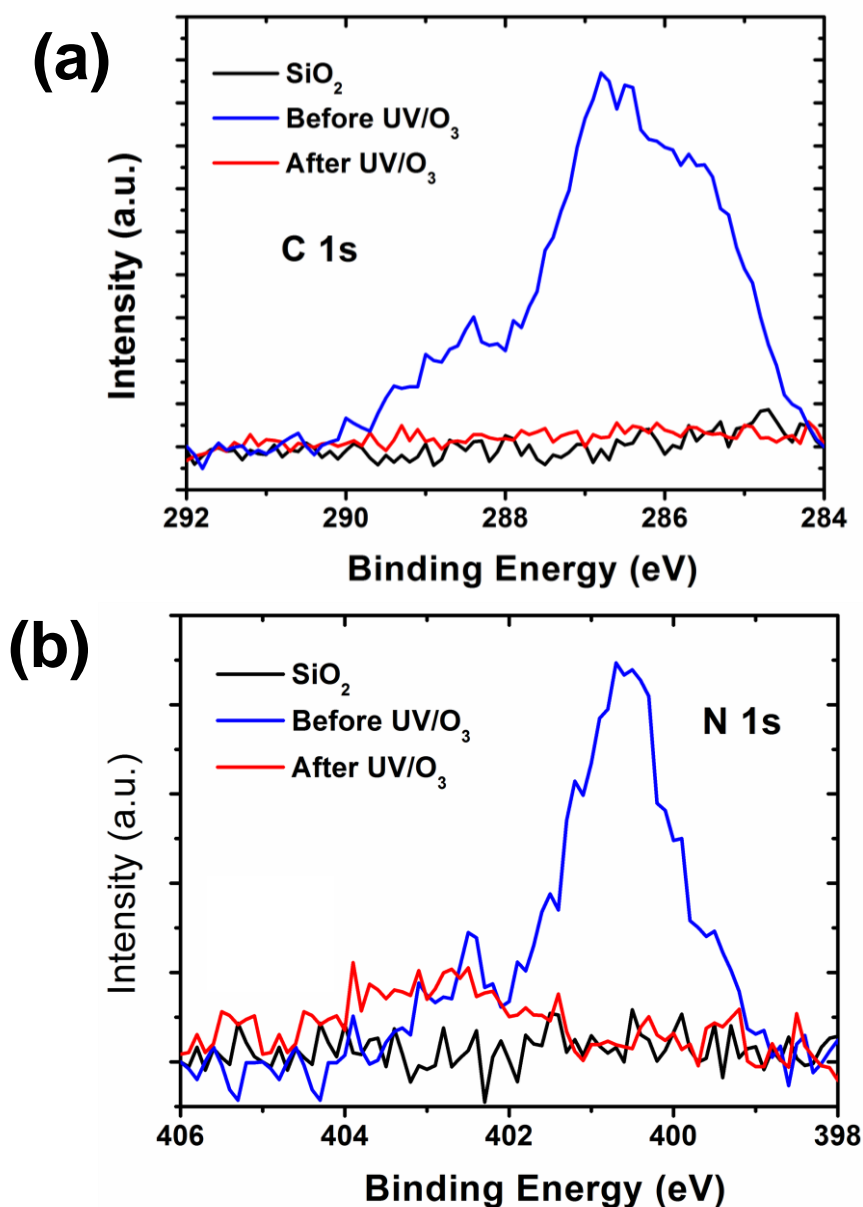 (a)
SiO₂
Before UV/O₃
After UV/O₃
C 1s
Intensity (a.u.)
292 290 288 286 284
Binding Energy (eV)
(b)
SiO₂
Before UV/O₃
After UV/O₃
N 1s
Intensity (a.u.)
406 404 402 400 398
Binding Energy (eV)